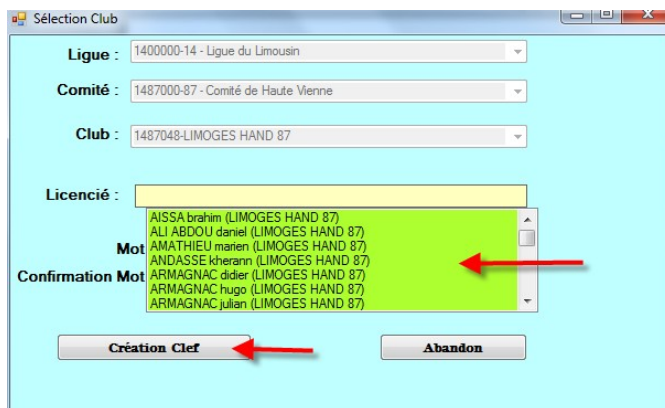 Sélection Club
Ligue : 1400000-14 - Ligue du Limousin
Comité : 1487000-87 - Comité de Haute Vienne
Club : 1487048-LIMOGES HAND 87
Licencié :
AISSA brahim (LIMOGES HAND 87)
ALI ABDOU daniel (LIMOGES HAND 87)
Mot AMATHIEU marien (LIMOGES HAND 87)
ANDASSE kherann (LIMOGES HAND 87)
Confirmation Mot ARMAGNAC didier (LIMOGES HAND 87)
ARMAGNAC hugo (LIMOGES HAND 87)
ARMAGNAC julian (LIMOGES HAND 87)
Création Clef Abandon